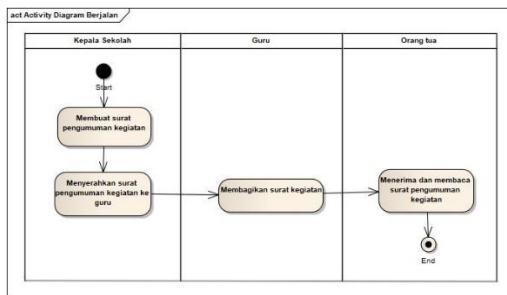 act Activity Diagram Berjalan
Kepala Sekolah
Guru
Orang tua
Start
Membuat surat
pengumuman kegiatan
Menyerahkan surat
pengumuman kegiatan ke
guru
Membagikan surat kegiatan
Menerima dan membaca
surat pengumuman
kegiatan
End